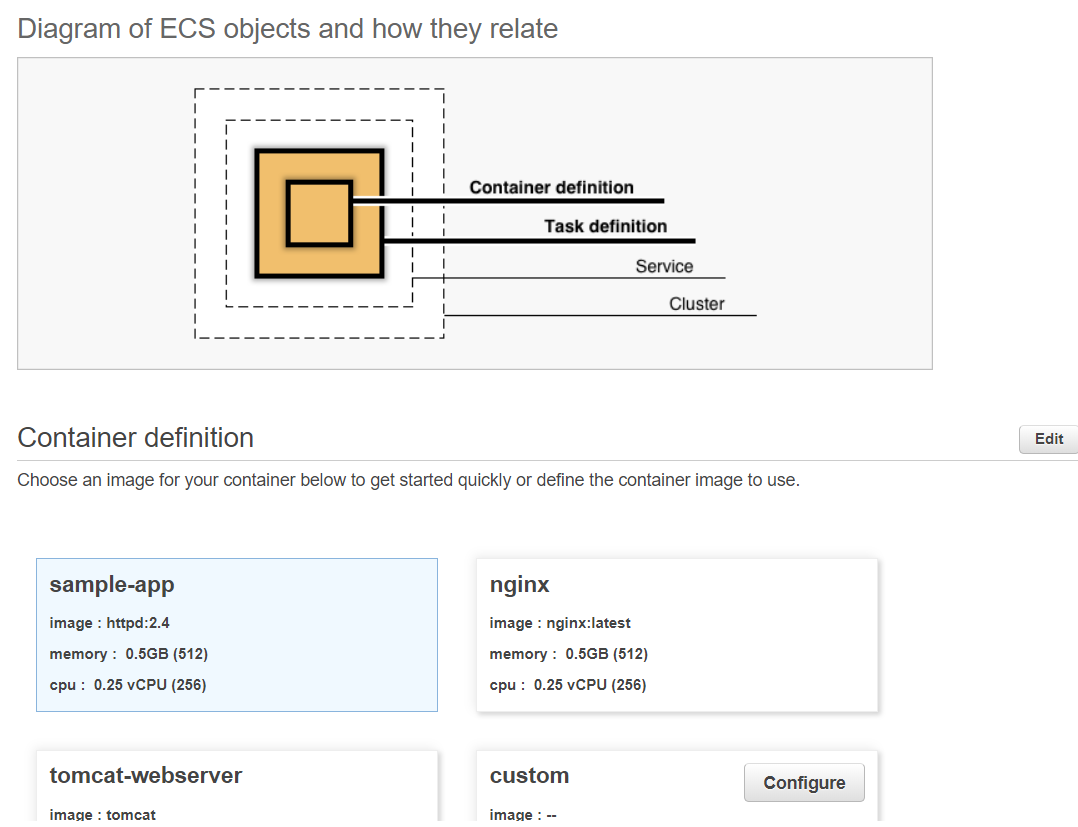 Diagram of ECS objects and how they relate
Container definition
Task definition
Service
Cluster
Container definition
Edit
Choose an image for your container below to get started quickly or define the container image to use.
sample-app
image : httpd:2.4
memory : 0.5GB (512)
cpu : 0.25 vCPU (256)
nginx
image : nginx:latest
memory : 0.5GB (512)
cpu : 0.25 vCPU (256)
tomcat-webserver
image : tomcat
custom
Configure
image : --